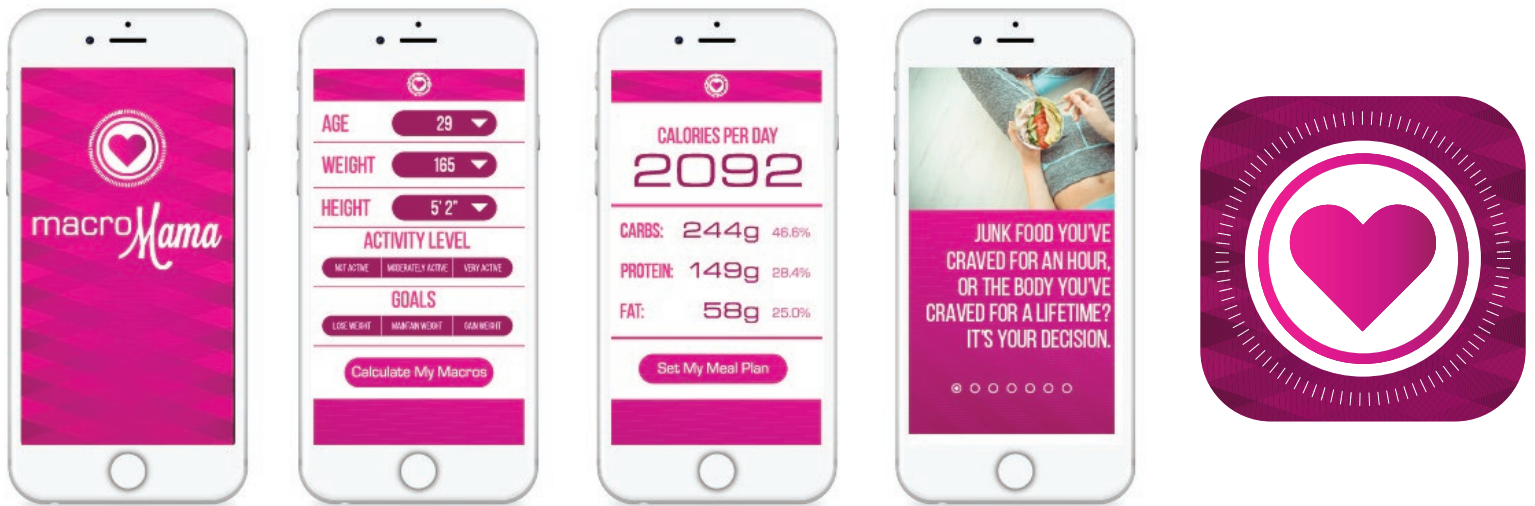 macroMama
AGE 29
WEIGHT 165
HEIGHT 5' 2"
ACTIVITY LEVEL
NOT ACTIVE MODERATELY ACTIVE VERY ACTIVE
GOALS
LOSE WEIGHT MAINTAIN WEIGHT GAIN WEIGHT
Calculate My Macros
CALORIES PER DAY
2092
CARBS: 244g 46.6%
PROTEIN: 149g 28.4%
FAT: 58g 25.0%
Set My Meal Plan
JUNK FOOD YOU'VE
CRAVED FOR AN HOUR,
OR THE BODY YOU'VE
CRAVED FOR A LIFETIME?
IT'S YOUR DECISION.